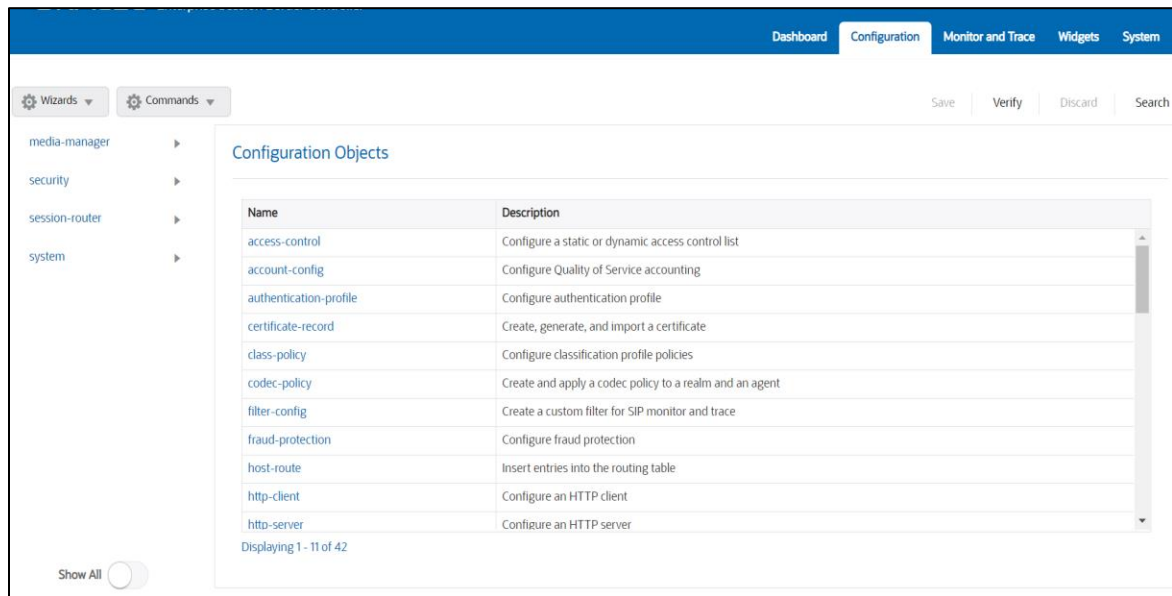 Dashboard Configuration Monitor and Trace Widgets System
Wizards Commands Save Verify Discard Search
media-manager
security
session-router
system
Configuration Objects
Name Description
access-control Configure a static or dynamic access control list
account-config Configure Quality of Service accounting
authentication-profile Configure authentication profile
certificate-record Create, generate, and import a certificate
class-policy Configure classification profile policies
codec-policy Create and apply a codec policy to a realm and an agent
filter-config Create a custom filter for SIP monitor and trace
fraud-protection Configure fraud protection
host-route Insert entries into the routing table
http-client Configure an HTTP client
http-server Configure an HTTP server
Displaying 1 - 11 of 42
Show All